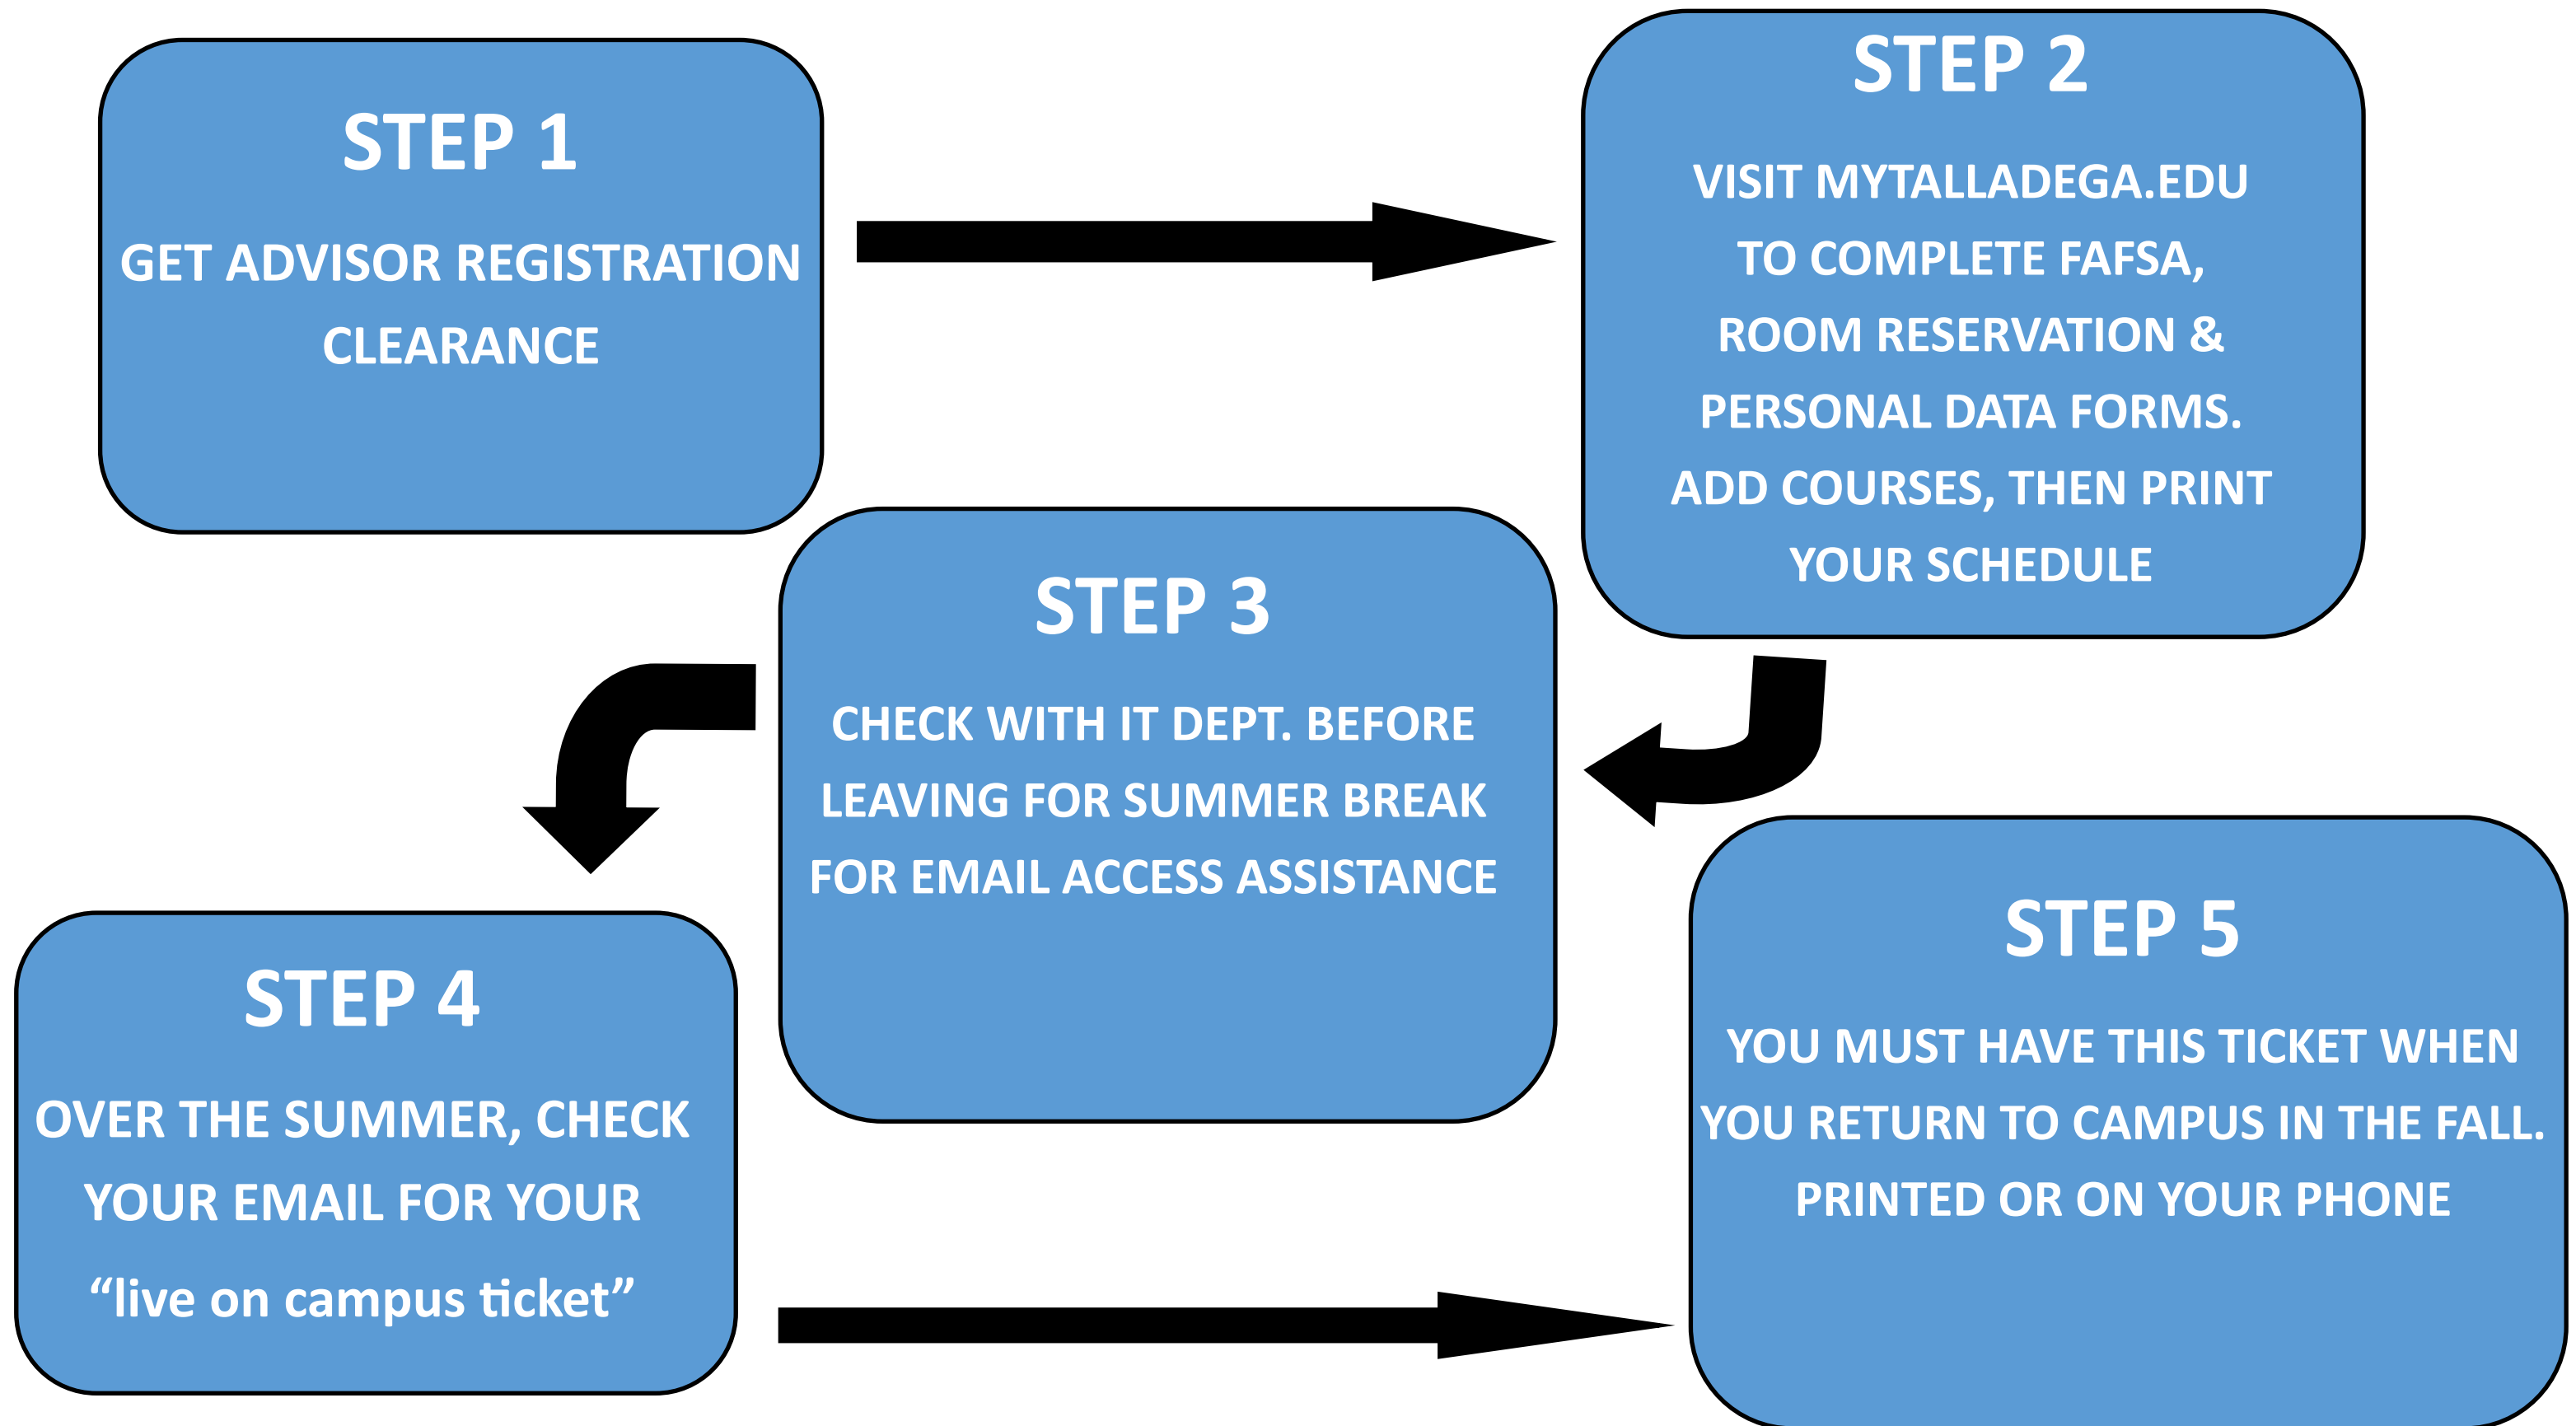 STEP 1
GET ADVISOR REGISTRATION
CLEARANCE
STEP 2
VISIT MYTALLADEGA.EDU
TO COMPLETE FAFSA,
ROOM RESERVATION &
PERSONAL DATA FORMS.
ADD COURSES, THEN PRINT
YOUR SCHEDULE
STEP 3
CHECK WITH IT DEPT. BEFORE
LEAVING FOR SUMMER BREAK
FOR EMAIL ACCESS ASSISTANCE
STEP 4
OVER THE SUMMER, CHECK
YOUR EMAIL FOR YOUR
“live on campus ticket”
STEP 5
YOU MUST HAVE THIS TICKET WHEN
YOU RETURN TO CAMPUS IN THE FALL.
PRINTED OR ON YOUR PHONE